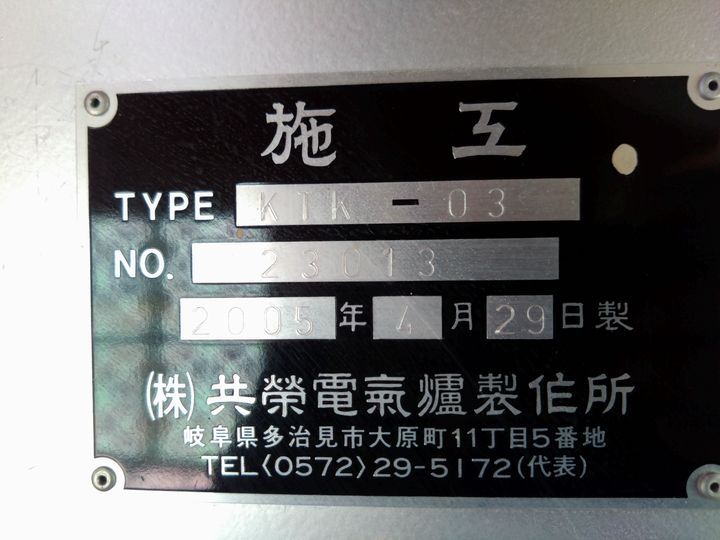 施工
TYPE KTK-03
NO. 23013
2005年4月29日製
㈱共榮電氣爐製作所
岐阜県多治見市大原町11丁目5番地
TEL〈0572〉29-5172(代表)